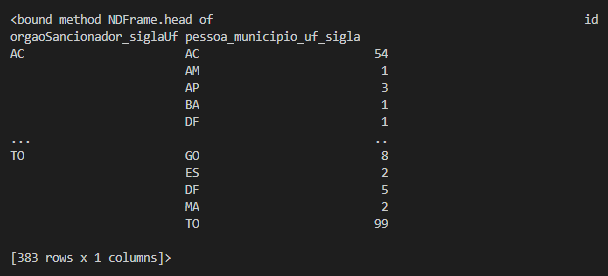 <bound method NDFrame.head of                                                     id
orgaoSancionador_siglaUf pessoa_municipio_uf_sigla
AC                       AC                         54
                         AM                          1
                         AP                          3
                         BA                          1
                         DF                          1
...                                                 ..
TO                       GO                          8
                         ES                          2
                         DF                          5
                         MA                          2
                         TO                         99
[383 rows x 1 columns]>